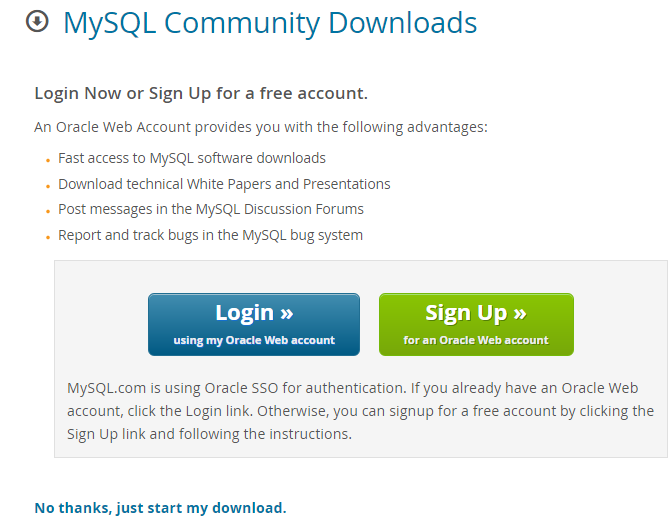 MySQL Community Downloads
Login Now or Sign Up for a free account.
An Oracle Web Account provides you with the following advantages:
Fast access to MySQL software downloads
Download technical White Papers and Presentations
Post messages in the MySQL Discussion Forums
Report and track bugs in the MySQL bug system
Login »
using my Oracle Web account
Sign Up »
for an Oracle Web account
MySQL.com is using Oracle SSO for authentication. If you already have an Oracle Web
account, click the Login link. Otherwise, you can signup for a free account by clicking the
Sign Up link and following the instructions.
No thanks, just start my download.